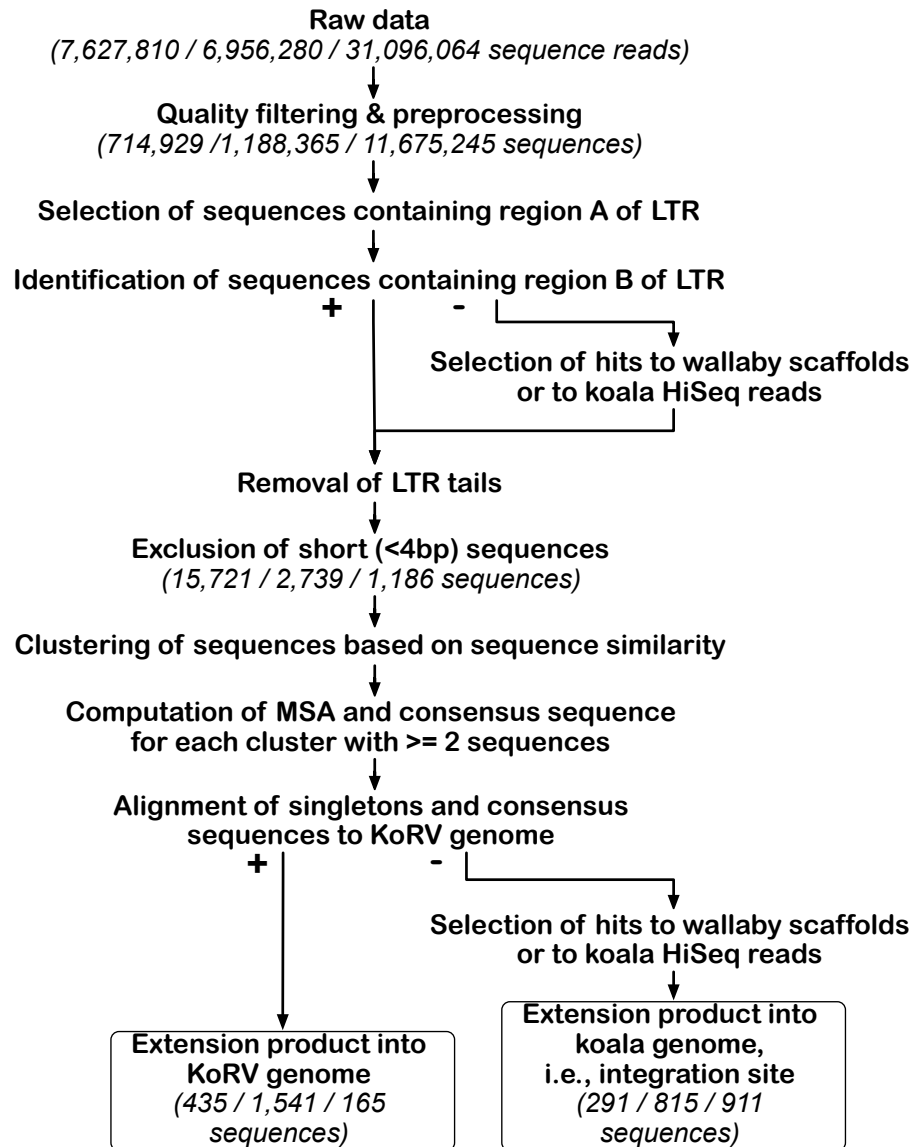 Raw data
(7,627,810 / 6,956,280 / 31,096,064 sequence reads)
Quality filtering & preprocessing
(714,929 /1,188,365 / 11,675,245 sequences)
Selection of sequences containing region A of LTR
Identification of sequences containing region B of LTR
+
-
Selection of hits to wallaby scaffolds
or to koala HiSeq reads
Removal of LTR tails
Exclusion of short (<4bp) sequences
(15,721 / 2,739 / 1,186 sequences)
Clustering of sequences based on sequence similarity
Computation of MSA and consensus sequence
for each cluster with >= 2 sequences
Alignment of singletons and consensus
sequences to KoRV genome
+
-
Selection of hits to wallaby scaffolds
or to koala HiSeq reads
Extension product into
KoRV genome
(435 / 1,541 / 165
sequences)
Extension product into
koala genome,
i.e., integration site
(291 / 815 / 911
sequences)